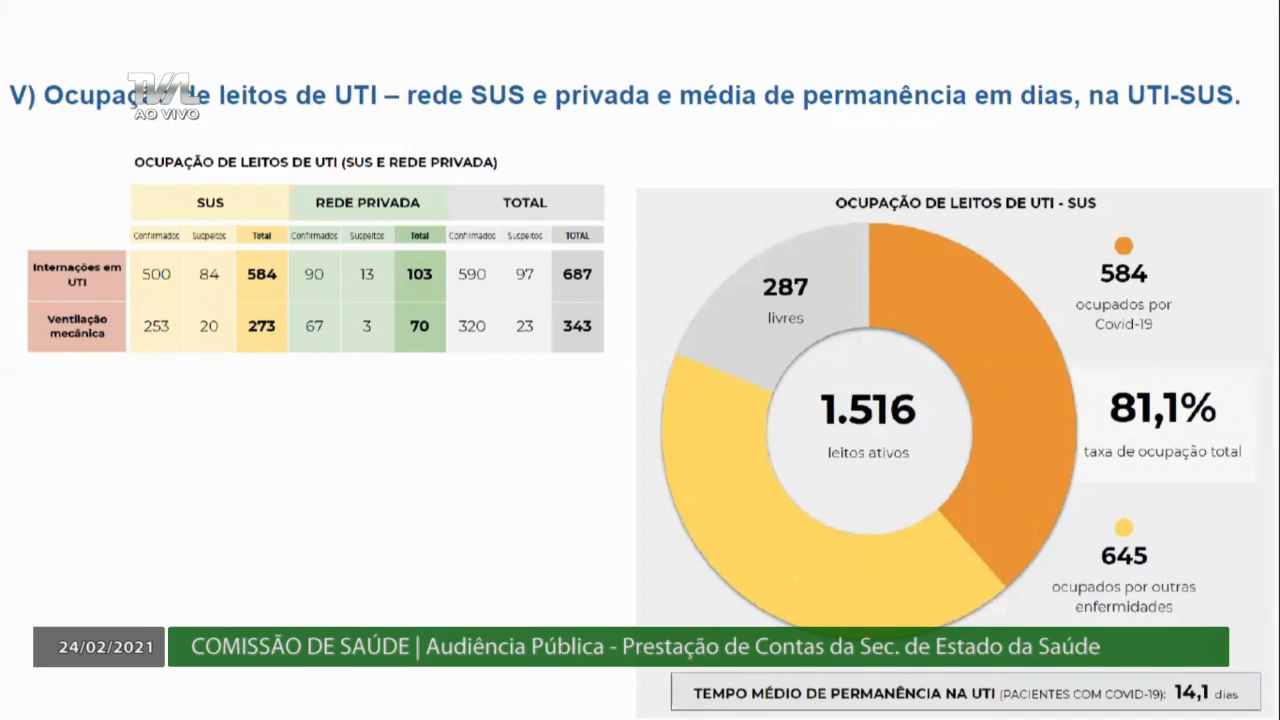 V) Ocupação de leitos de UTI – rede SUS e privada e média de permanência em dias, na UTI-SUS.
TVAL
AO VIVO
OCUPAÇÃO DE LEITOS DE UTI (SUS E REDE PRIVADA)
SUS REDE PRIVADA TOTAL
Confirmados Suspeitos Total Confirmados Suspeitos Total Confirmados Suspeitos TOTAL
Internações em
UTI
500 84 584 90 13 103 590 97 687
Ventilação
mecânica
253 20 273 67 3 70 320 23 343
OCUPAÇÃO DE LEITOS DE UTI - SUS
287
livres
1.516
leitos ativos
584
ocupados por
Covid-19
81,1%
taxa de ocupação total
645
ocupados por outras
enfermidades
24/02/2021
COMISSÃO DE SAÚDE | Audiência Pública - Prestação de Contas da Sec. de Estado da Saúde
TEMPO MÉDIO DE PERMANÊNCIA NA UTI (PACIENTES COM COVID-19): 14,1 dias